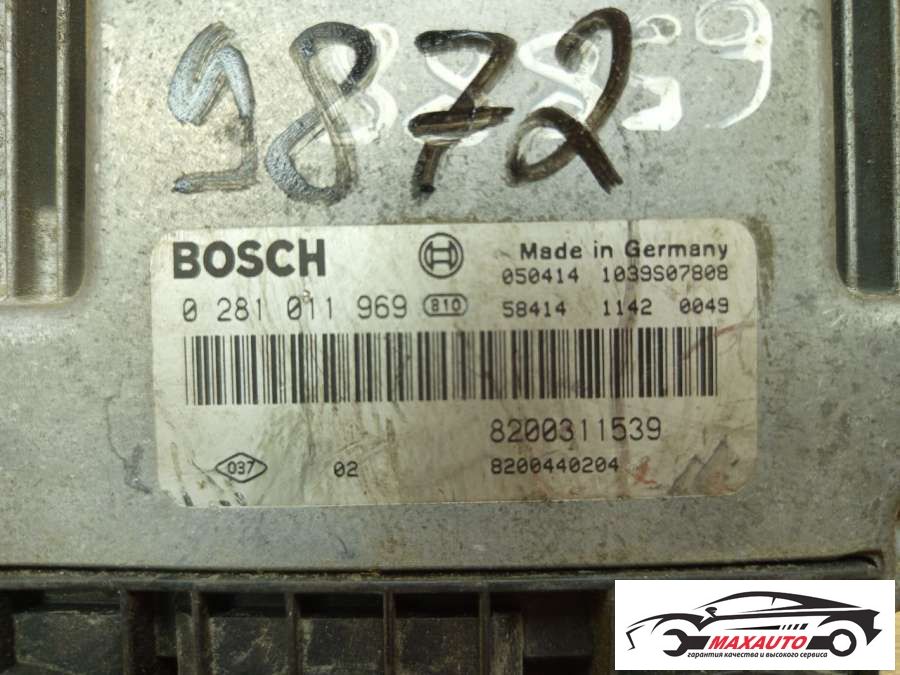 9872
BOSCH
Made in Germany
050414 1039S07808
0 281 011 969 810
58414 1142 0049
8200311539
037 02 8200440204
MAXAUTO
гарантия качества и высокого сервиса